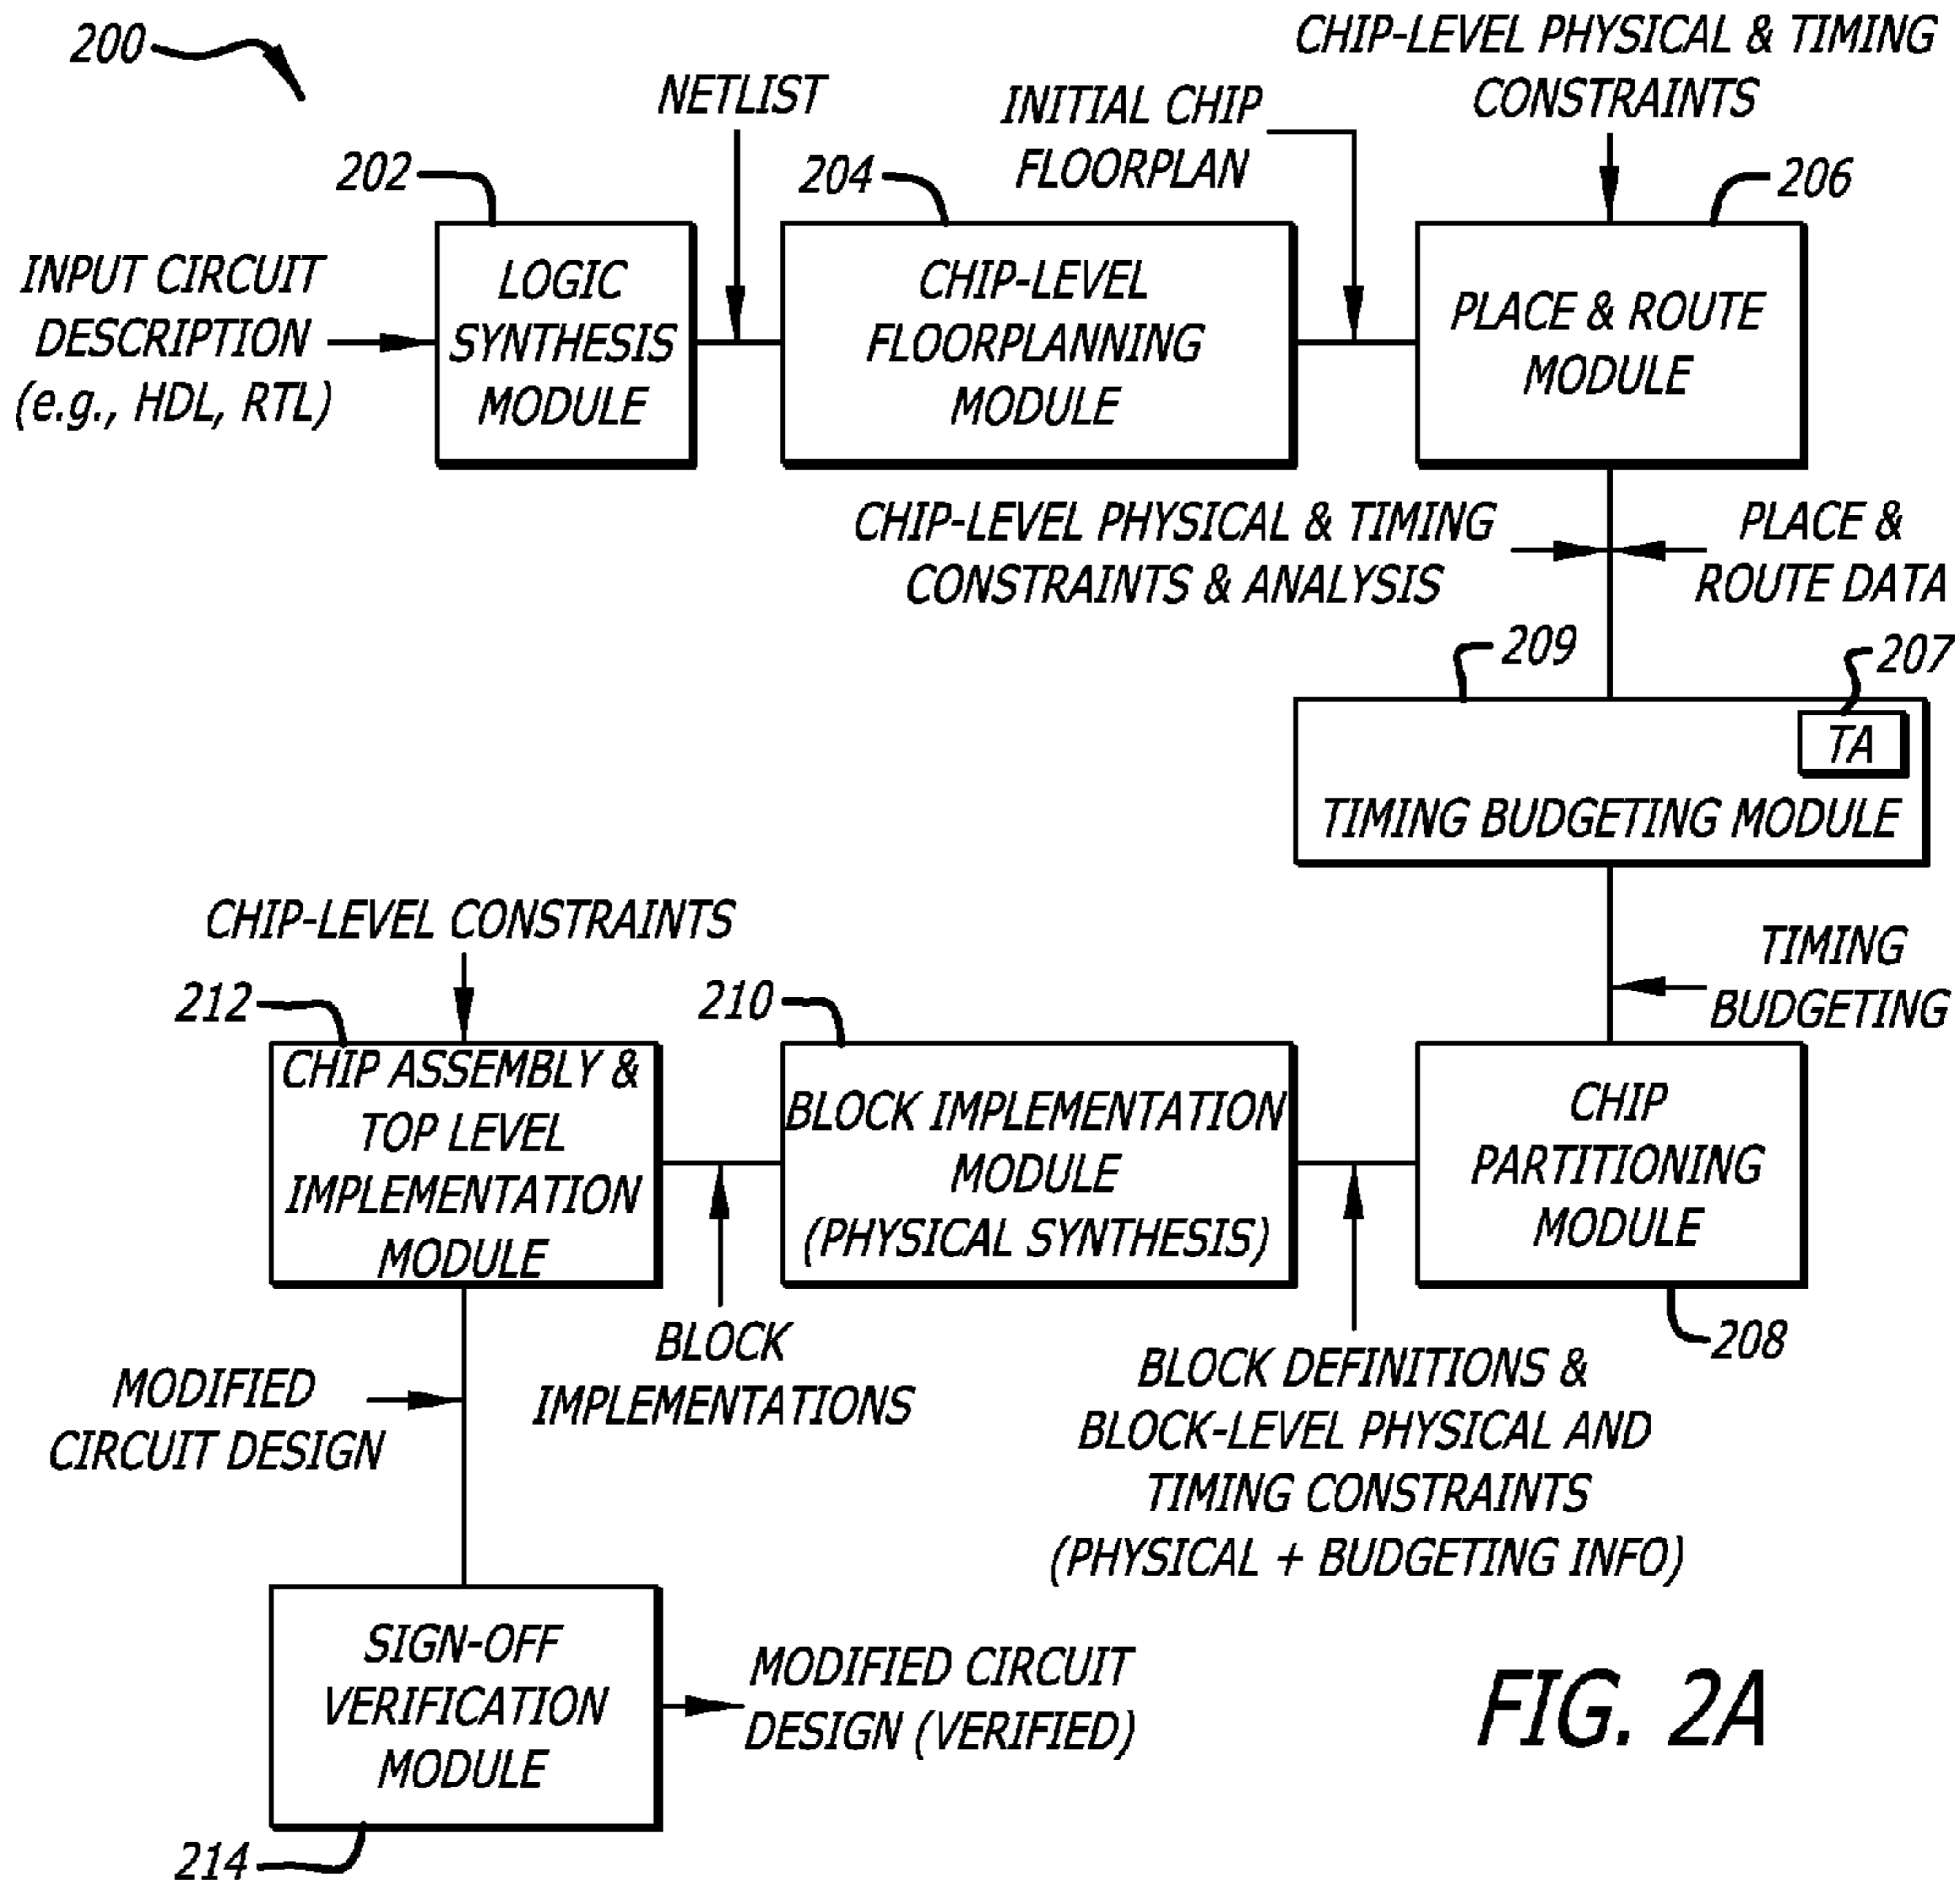 200
CHIP-LEVEL PHYSICAL & TIMING
CONSTRAINTS
NETLIST
INITIAL CHIP
FLOORPLAN
202
204
206
INPUT CIRCUIT
DESCRIPTION
(e.g., HDL, RTL)
LOGIC
SYNTHESIS
MODULE
CHIP-LEVEL
FLOORPLANNING
MODULE
PLACE & ROUTE
MODULE
CHIP-LEVEL PHYSICAL & TIMING
CONSTRAINTS & ANALYSIS
PLACE &
ROUTE DATA
209
207
TA
TIMING BUDGETING MODULE
TIMING
BUDGETING
CHIP-LEVEL CONSTRAINTS
212
210
CHIP ASSEMBLY &
TOP LEVEL
IMPLEMENTATION
MODULE
BLOCK IMPLEMENTATION
MODULE
(PHYSICAL SYNTHESIS)
CHIP
PARTITIONING
MODULE
208
BLOCK
IMPLEMENTATIONS
BLOCK DEFINITIONS &
BLOCK-LEVEL PHYSICAL AND
TIMING CONSTRAINTS
(PHYSICAL + BUDGETING INFO)
MODIFIED
CIRCUIT DESIGN
SIGN-OFF
VERIFICATION
MODULE
MODIFIED CIRCUIT
DESIGN (VERIFIED)
214
FIG. 2A